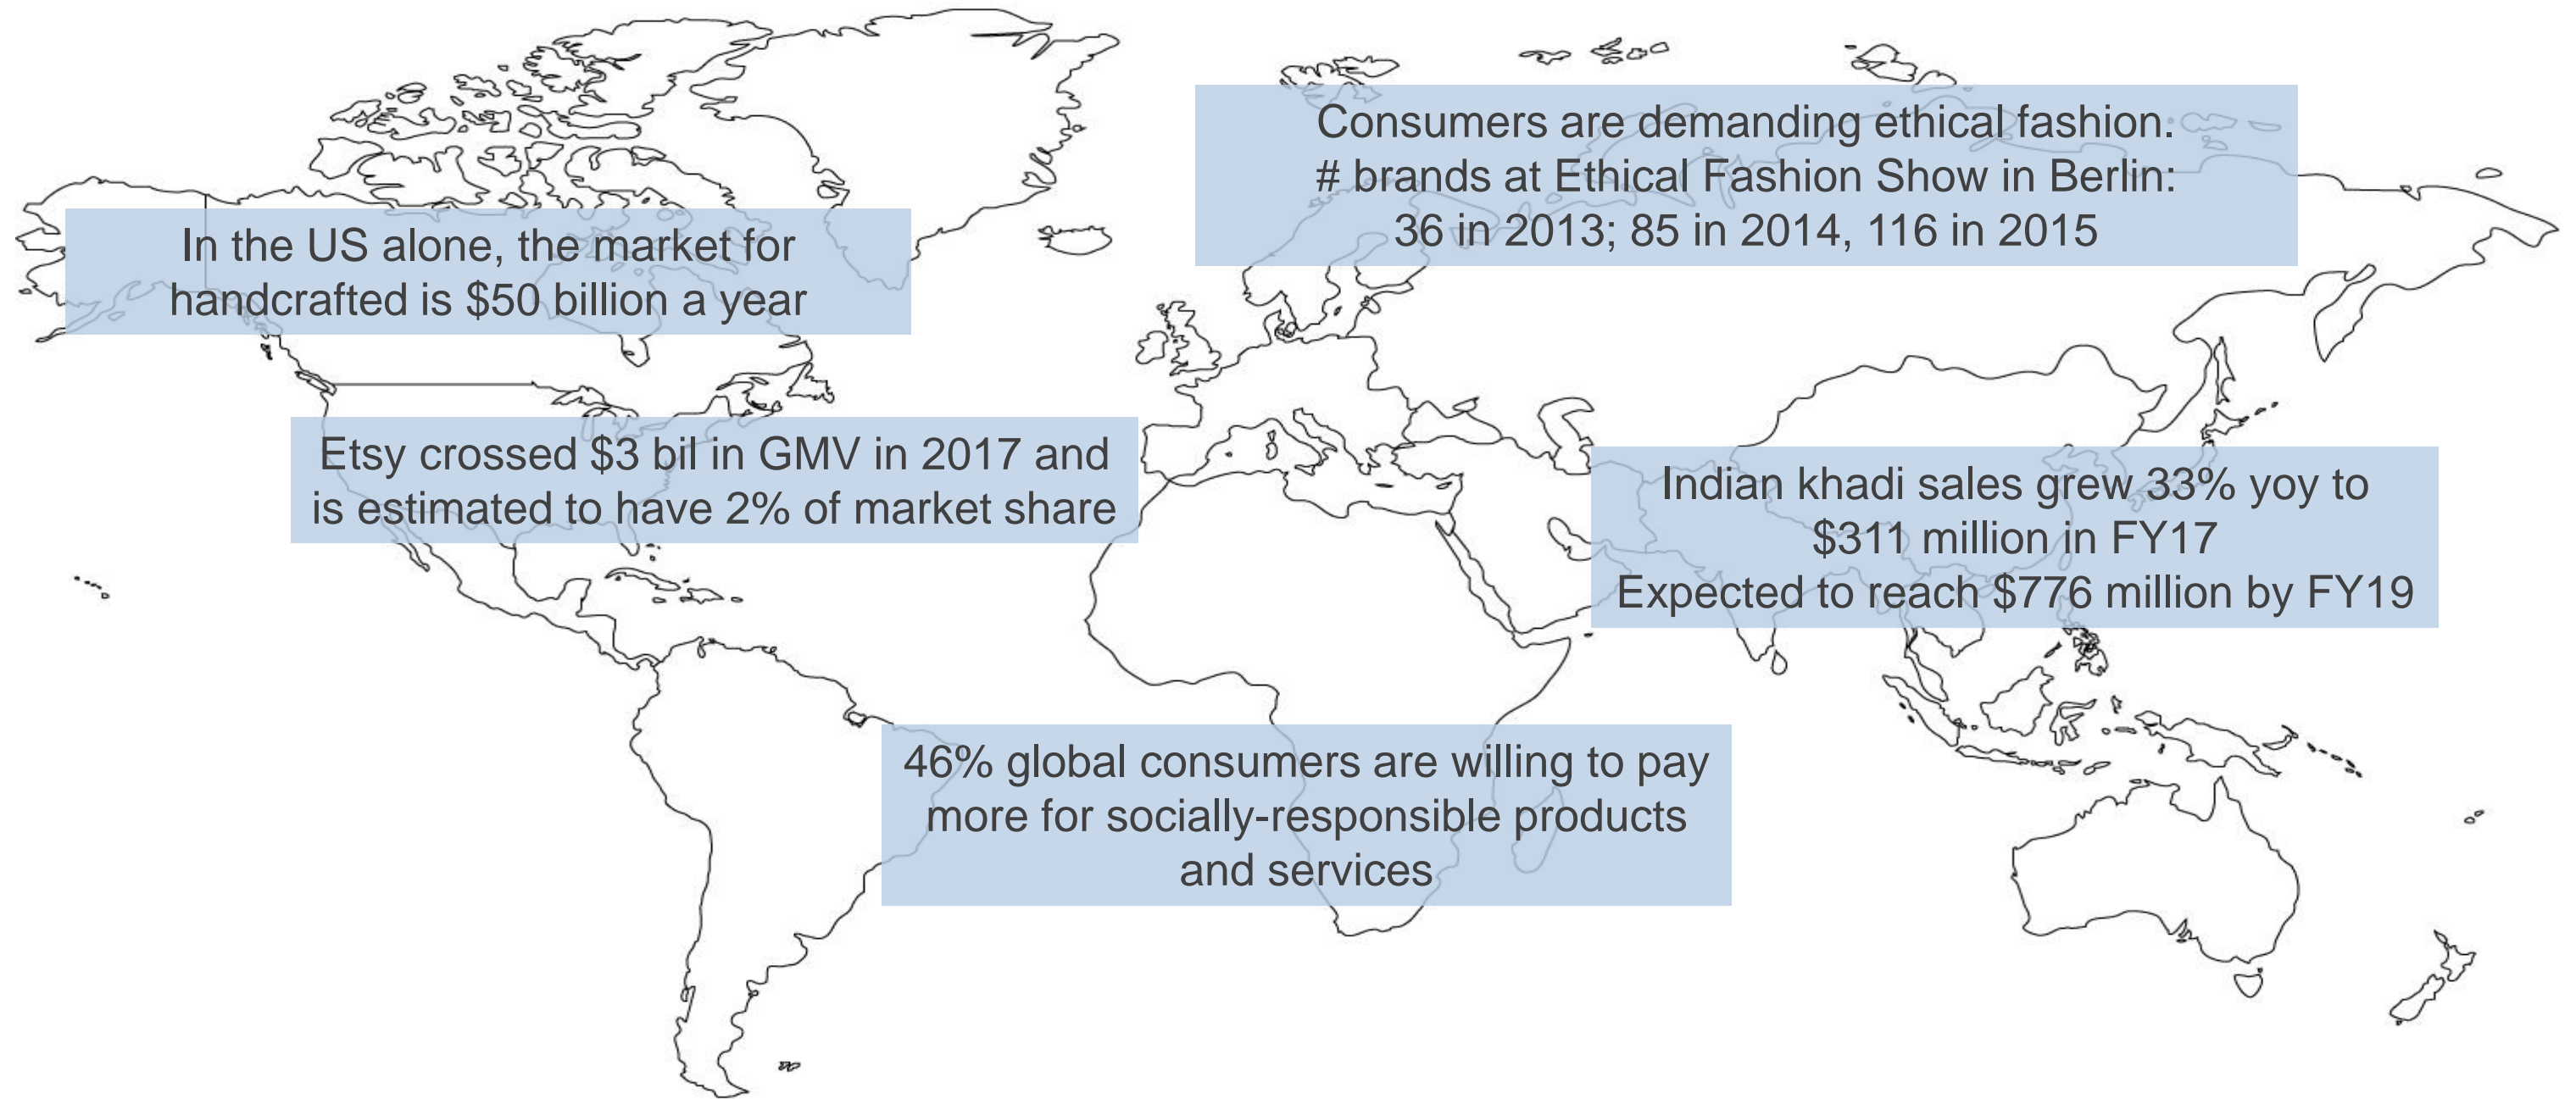 Consumers are demanding ethical fashion:
# brands at Ethical Fashion Show in Berlin:
36 in 2013; 85 in 2014, 116 in 2015
In the US alone, the market for
handcrafted is $50 billion a year
Etsy crossed $3 bil in GMV in 2017 and
is estimated to have 2% of market share
Indian khadi sales grew 33% yoy to
$311 million in FY17
Expected to reach $776 million by FY19
46% global consumers are willing to pay
more for socially-responsible products
and services